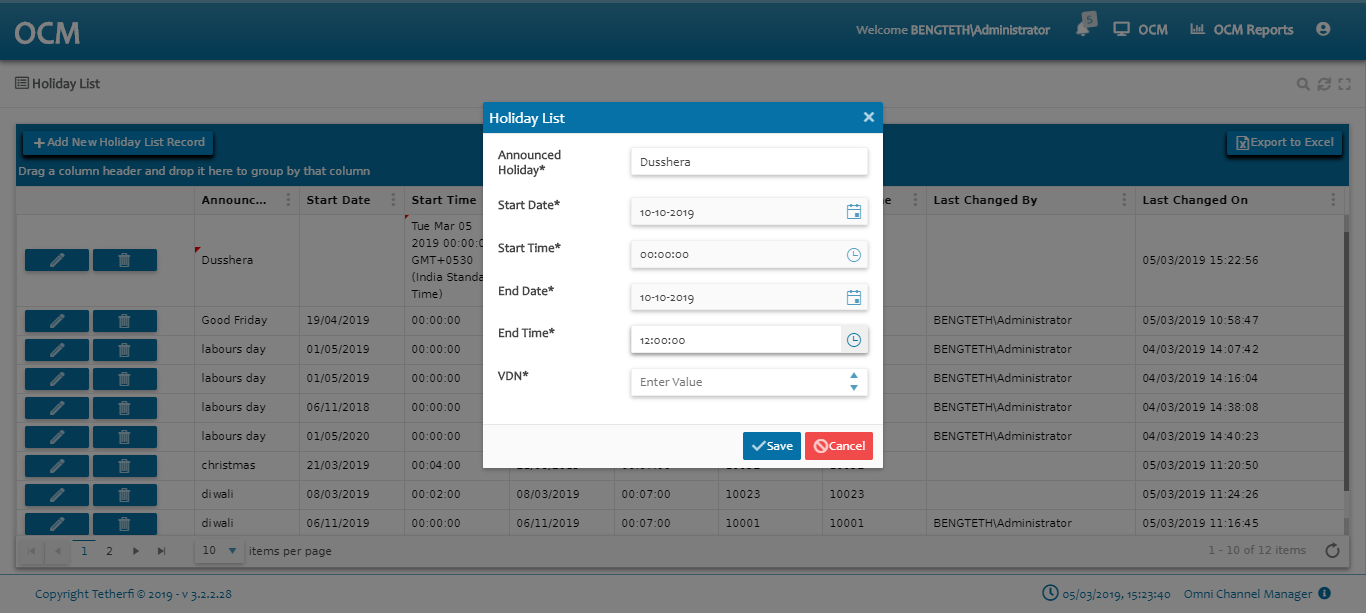 OCM
Welcome BENGTETH\Administrator
5
OCM
OCM Reports
Holiday List
Add New Holiday List Record
Export to Excel
Drag a column header and drop it here to group by that column
Announc... Start Date Start Time Last Changed By Last Changed On
Dusshera
Tue Mar 05
2019 00:00:0
GMT+0530
(India Standa
Time)
05/03/2019 15:22:56
Good Friday 19/04/2019 00:00:00 BENGTETH\Administrator 05/03/2019 10:58:47
labours day 01/05/2019 00:00:00 BENGTETH\Administrator 04/03/2019 14:07:42
labours day 01/05/2019 00:00:00 BENGTETH\Administrator 04/03/2019 14:16:04
labours day 06/11/2018 00:00:00 BENGTETH\Administrator 04/03/2019 14:38:08
labours day 01/05/2020 00:00:00 BENGTETH\Administrator 04/03/2019 14:40:23
christmas 21/03/2019 00:04:00 05/03/2019 11:20:50
diwali 08/03/2019 00:02:00 08/03/2019 00:07:00 10023 10023 05/03/2019 11:24:26
diwali 06/11/2019 00:00:00 06/11/2019 00:07:00 10001 10001 BENGTETH\Administrator 05/03/2019 11:16:45
1 2 10 items per page
1 - 10 of 12 items
Holiday List
Announced
Holiday*
Dusshera
Start Date* 10-10-2019
Start Time* 00:00:00
End Date* 10-10-2019
End Time* 12:00:00
VDN* Enter Value
Save Cancel
Copyright Tetherfi © 2019 - v 3.2.2.28
05/03/2019, 15:23:40
Omni Channel Manager